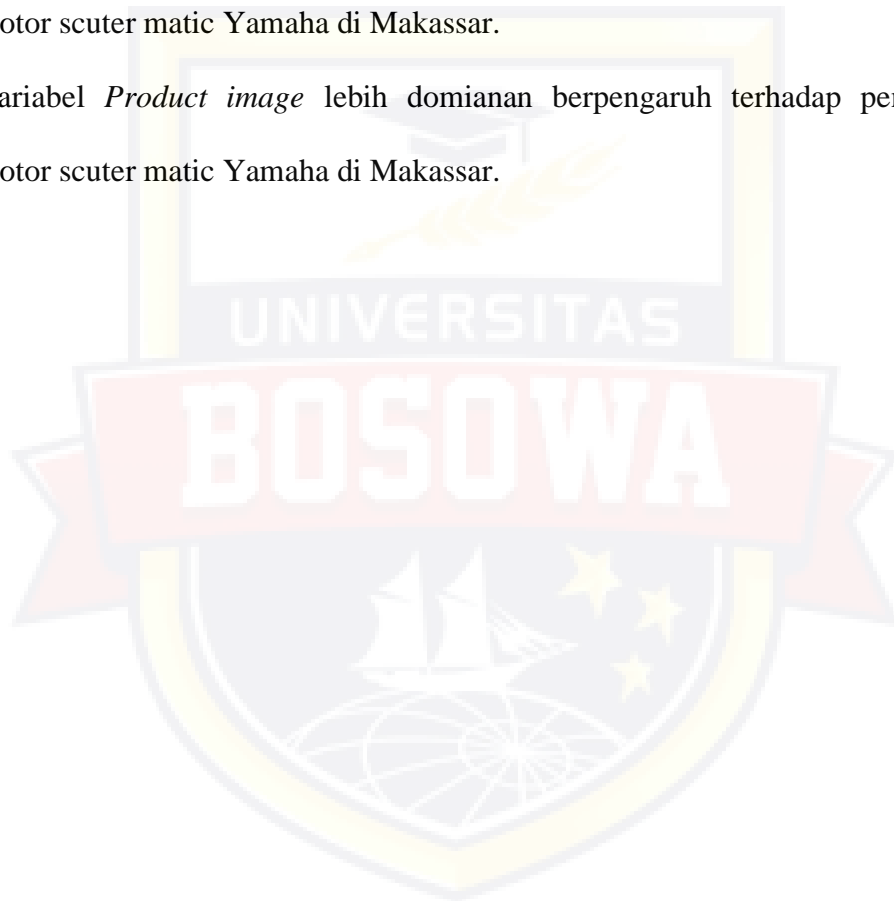 otor scuter matic Yamaha di Makassar.
ariabel Product image lebih domianan berpengaruh terhadap per
otor scuter matic Yamaha di Makassar.
UNIVERSITAS
BOSOWA